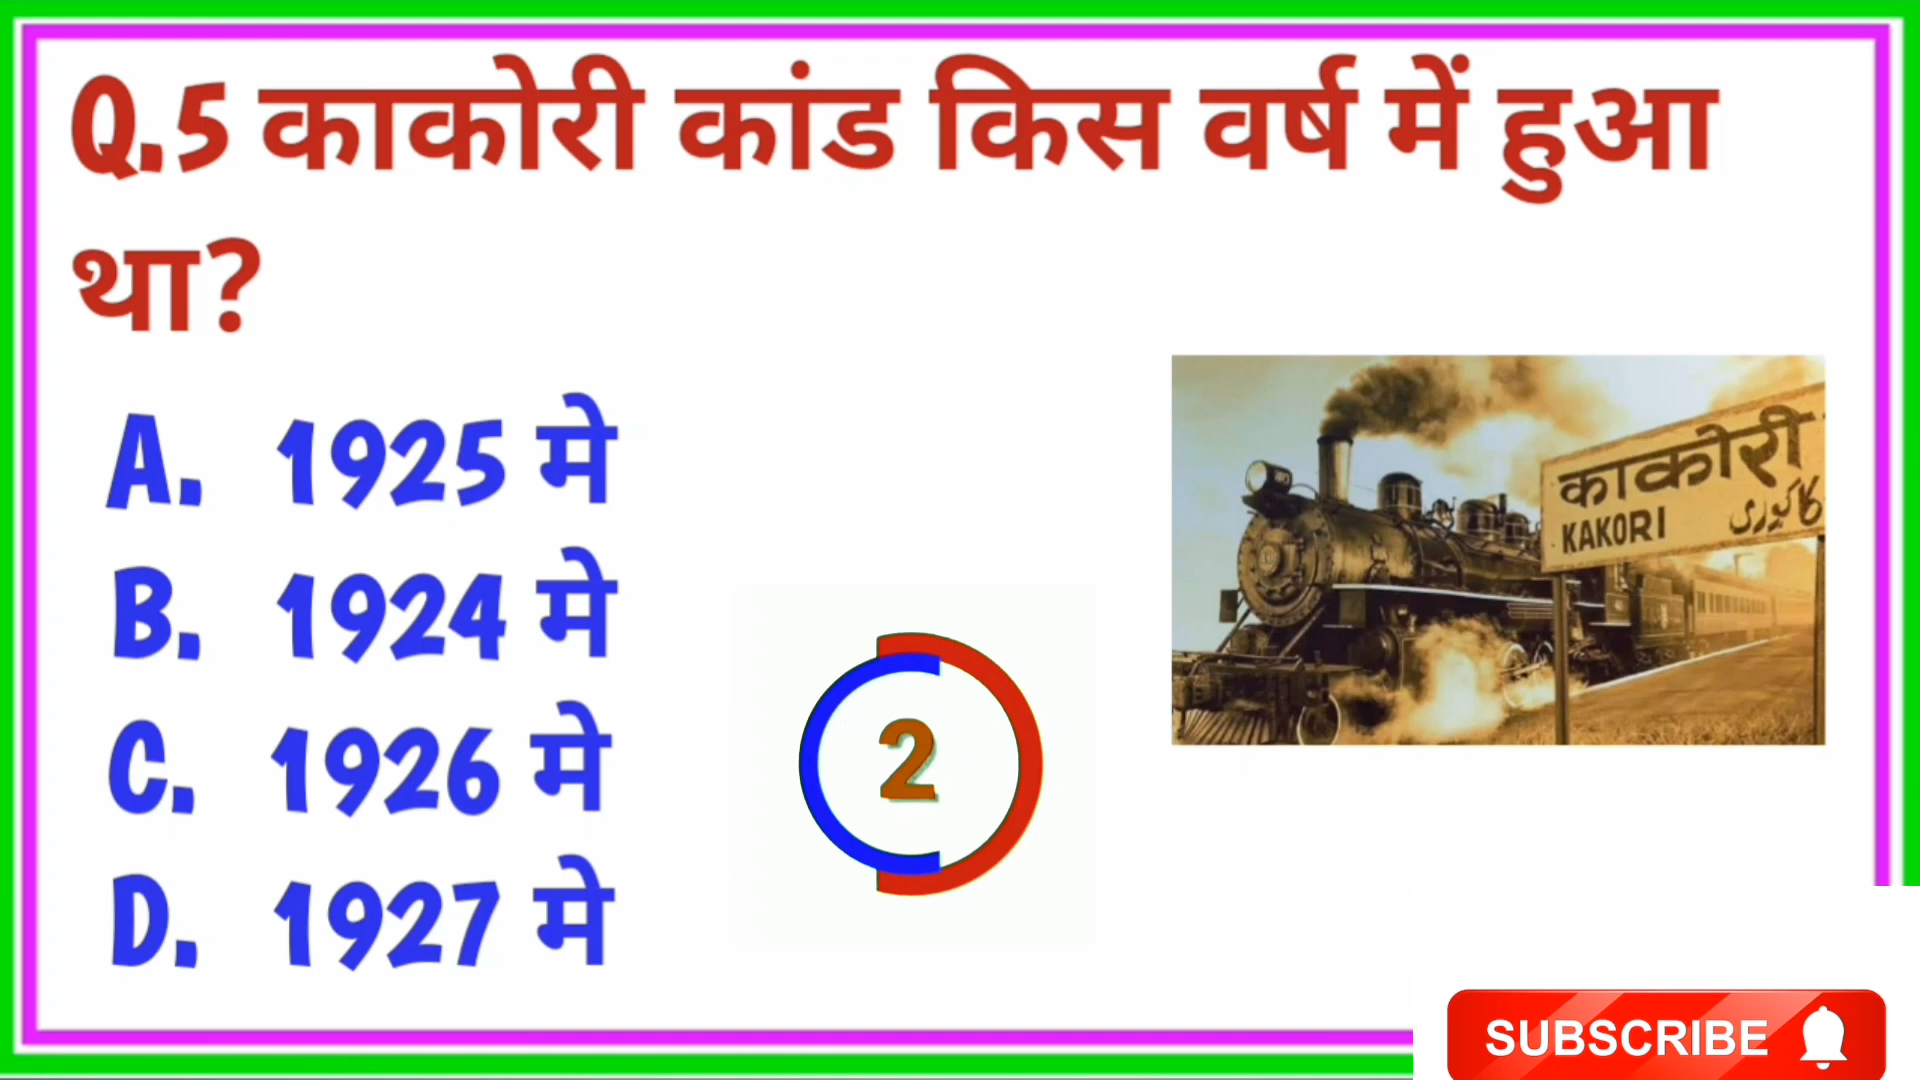 Q.5 काकोरी कांड किस वर्ष में हुआ
था?
A. 1925 मे
B. 1924 मे
C. 1926 मे
D. 1927 मे
2
काकोरी
KAKORI
کاکوری
SUBSCRIBE